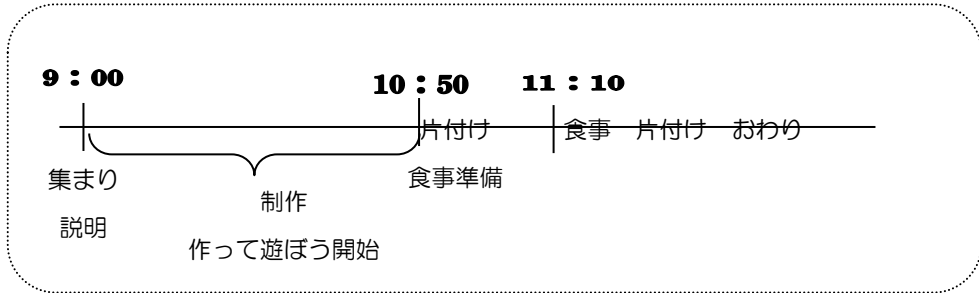 9：00
10：50
11：10
片付け
食事　片付け　おわり
集まり
食事準備
説明
制作
作って遊ぼう開始